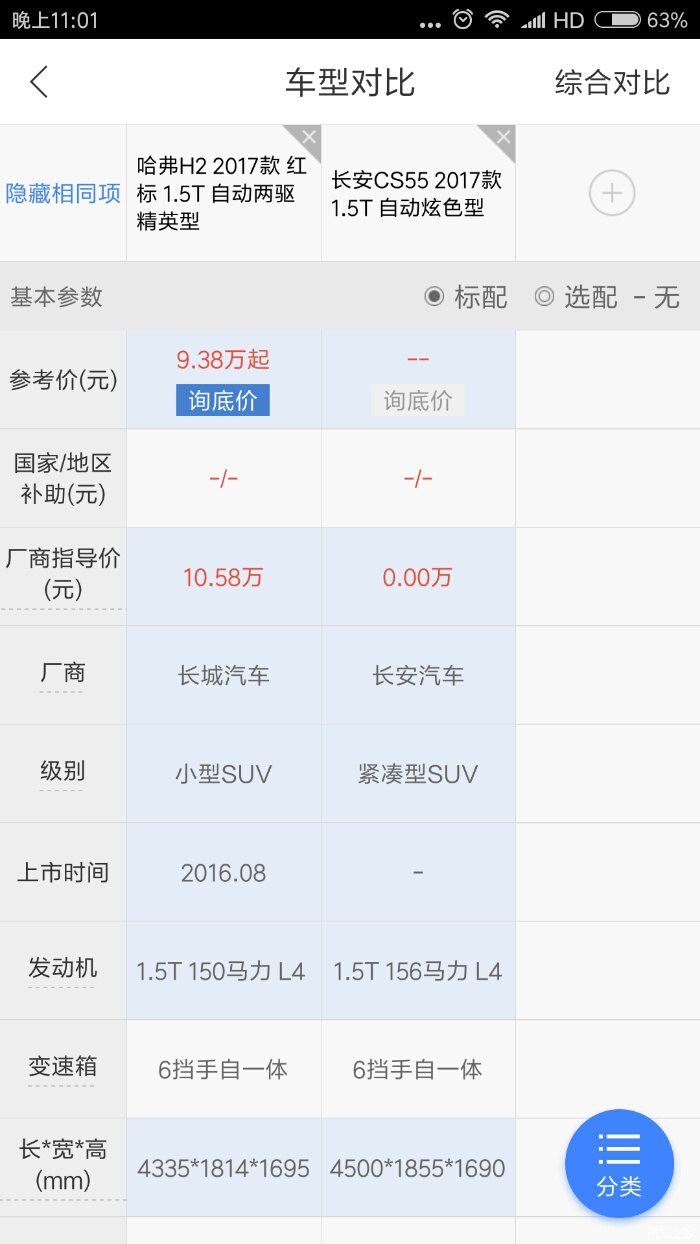 晚上11:01
... HD 63%
车型对比
综合对比
隐藏相同项
哈弗H2 2017款 红
标 1.5T 自动两驱
精英型
长安CS55 2017款
1.5T 自动炫色型
基本参数
标配 选配 - 无
参考价(元)
9.38万起
询底价
--
询底价
国家/地区
补助(元)
-/-
-/-
厂商指导价
(元)
10.58万
0.00万
厂商
长城汽车
长安汽车
级别
小型SUV
紧凑型SUV
上市时间
2016.08
-
发动机
1.5T 150马力 L4
1.5T 156马力 L4
变速箱
6挡手自一体
6挡手自一体
长*宽*高
(mm)
4335*1814*1695
4500*1855*1690
分类
汽车之家